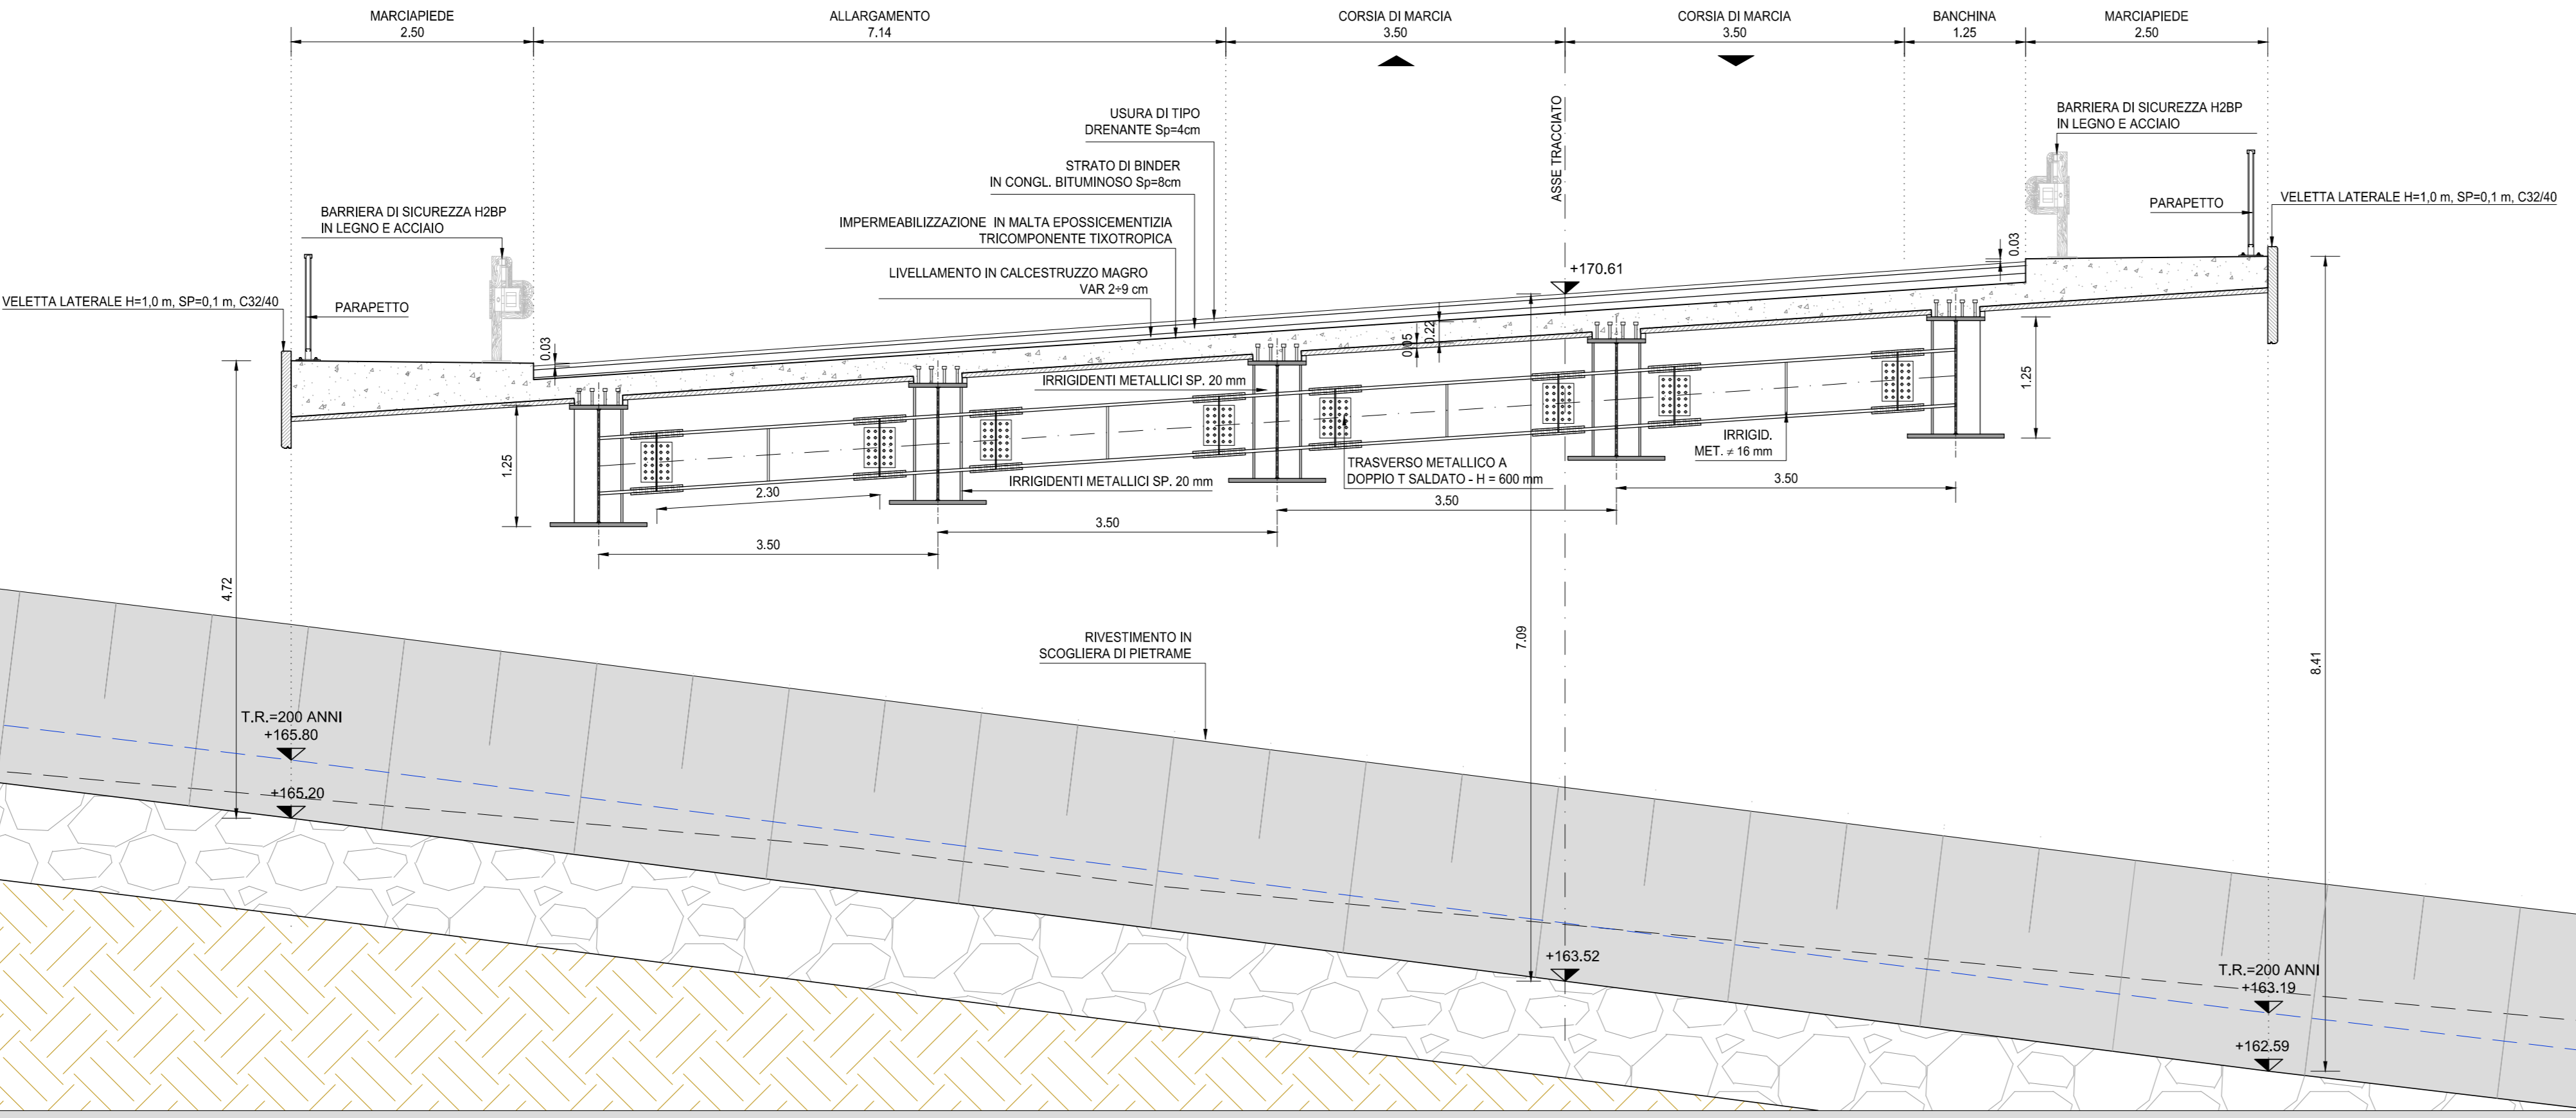 MARCIAPIEDE
2.50
ALLARGAMENTO
7.14
CORSIA DI MARCIA
3.50
CORSIA DI MARCIA
3.50
BANCHINA
1.25
MARCIAPIEDE
2.50
USURA DI TIPO
DRENANTE Sp=4cm
STRATO DI BINDER
IN CONGL. BITUMINOSO Sp=8cm
IMPERMEABILIZZAZIONE IN MALTA EPOSSICEMENTIZIA
TRICOMPONENTE TIXOTROPICA
LIVELLAMENTO IN CALCESTRUZZO MAGRO
VAR 2÷9 cm
ASSE TRACCIATO
BARRIERA DI SICUREZZA H2BP
IN LEGNO E ACCIAIO
PARAPETTO
VELETTA LATERALE H=1,0 m, SP=0,1 m, C32/40
BARRIERA DI SICUREZZA H2BP
IN LEGNO E ACCIAIO
VELETTA LATERALE H=1,0 m, SP=0,1 m, C32/40
PARAPETTO
+170.61
0.03
0.03
0.22
0.05
IRRIGIDENTI METALLICI SP. 20 mm
IRRIGIDENTI METALLICI SP. 20 mm
TRASVERSO METALLICO A
DOPPIO T SALDATO - H = 600 mm
IRRIGID.
MET. ≠ 16 mm
1.25
1.25
2.30
3.50
3.50
3.50
3.50
4.72
7.09
8.41
RIVESTIMENTO IN
SCOGLIERA DI PIETRAME
T.R.=200 ANNI
+165.80
+165.20
+163.52
T.R.=200 ANNI
+163.19
+162.59